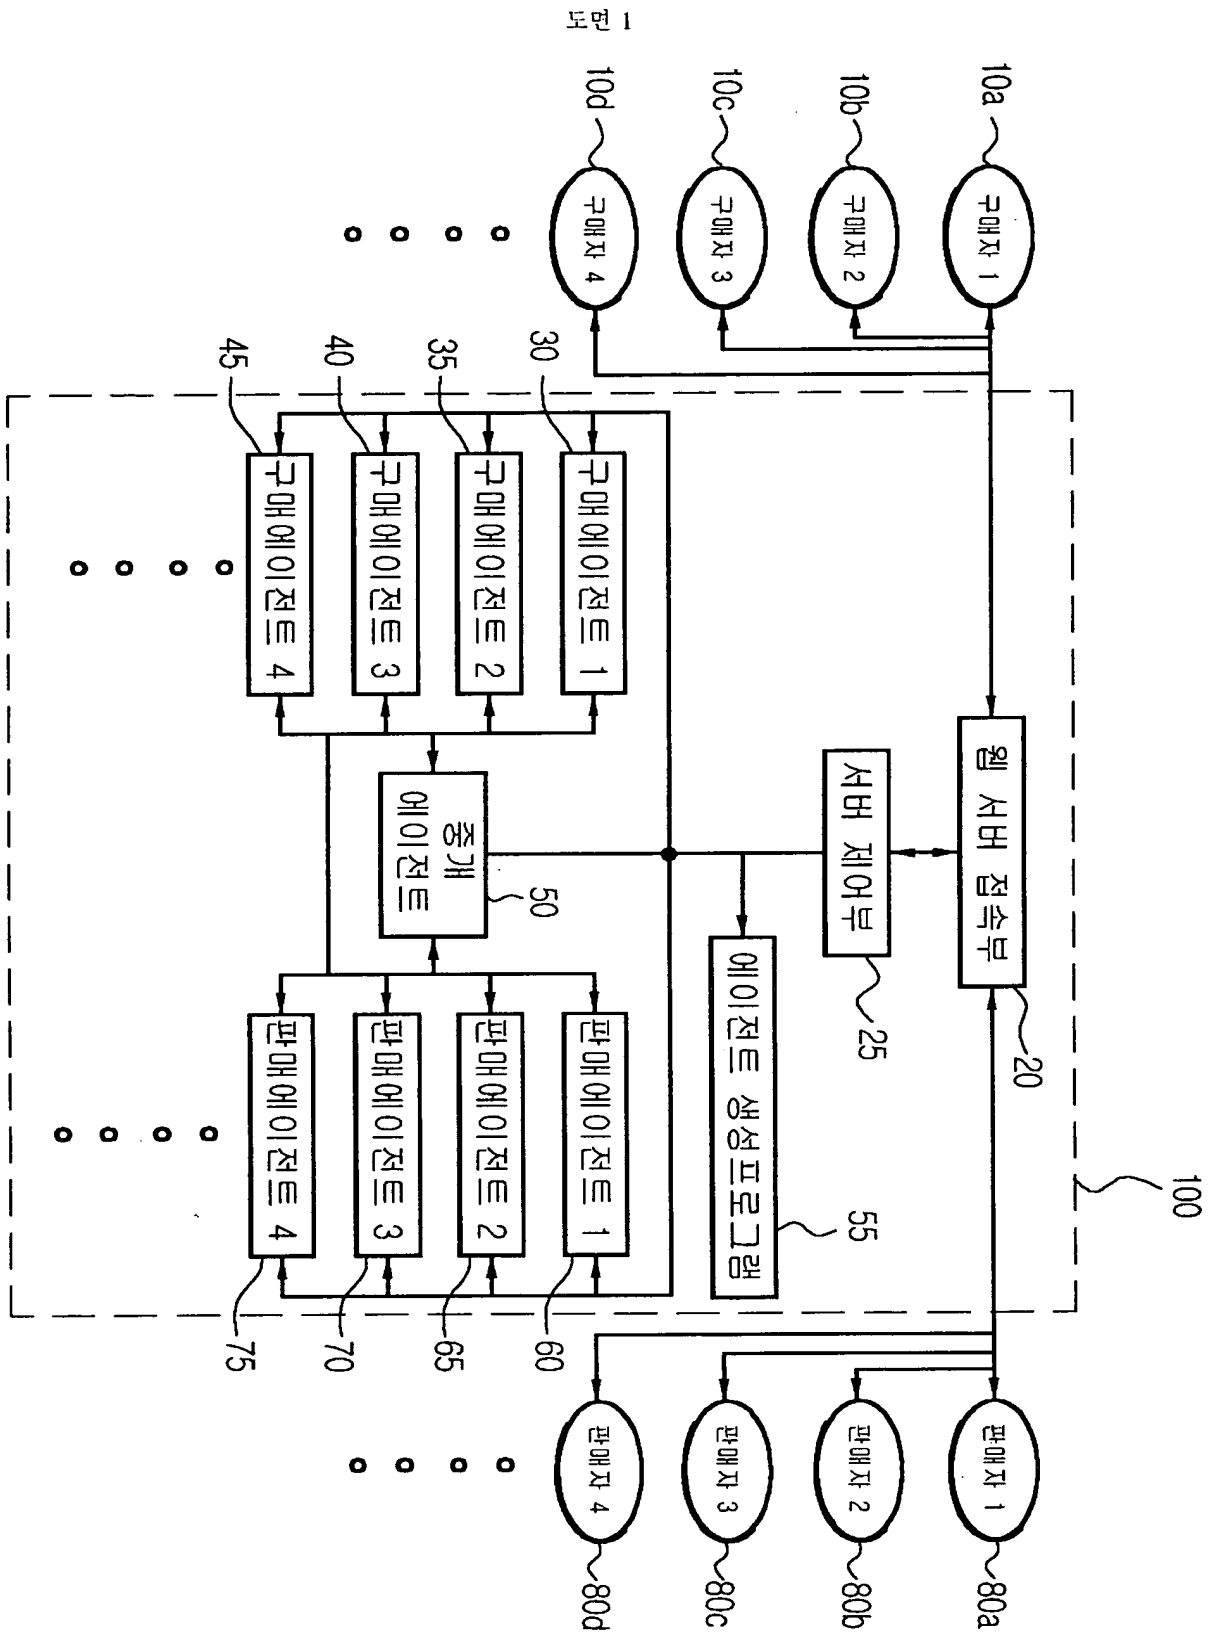 도면 1
100
웹 서버 접속부
20
10a
구매자 1
판매자 1
80a
서버 제어부
25
10b
구매자 2
판매자 2
80b
에이전트 생성프로그램
55
10c
구매자 3
판매자 3
80c
10d
구매자 4
판매자 4
80d
30
구매에이전트 1
판매에이전트 1
60
35
구매에이전트 2
판매에이전트 2
65
중개
에이전트
50
40
구매에이전트 3
판매에이전트 3
70
45
구매에이전트 4
판매에이전트 4
75